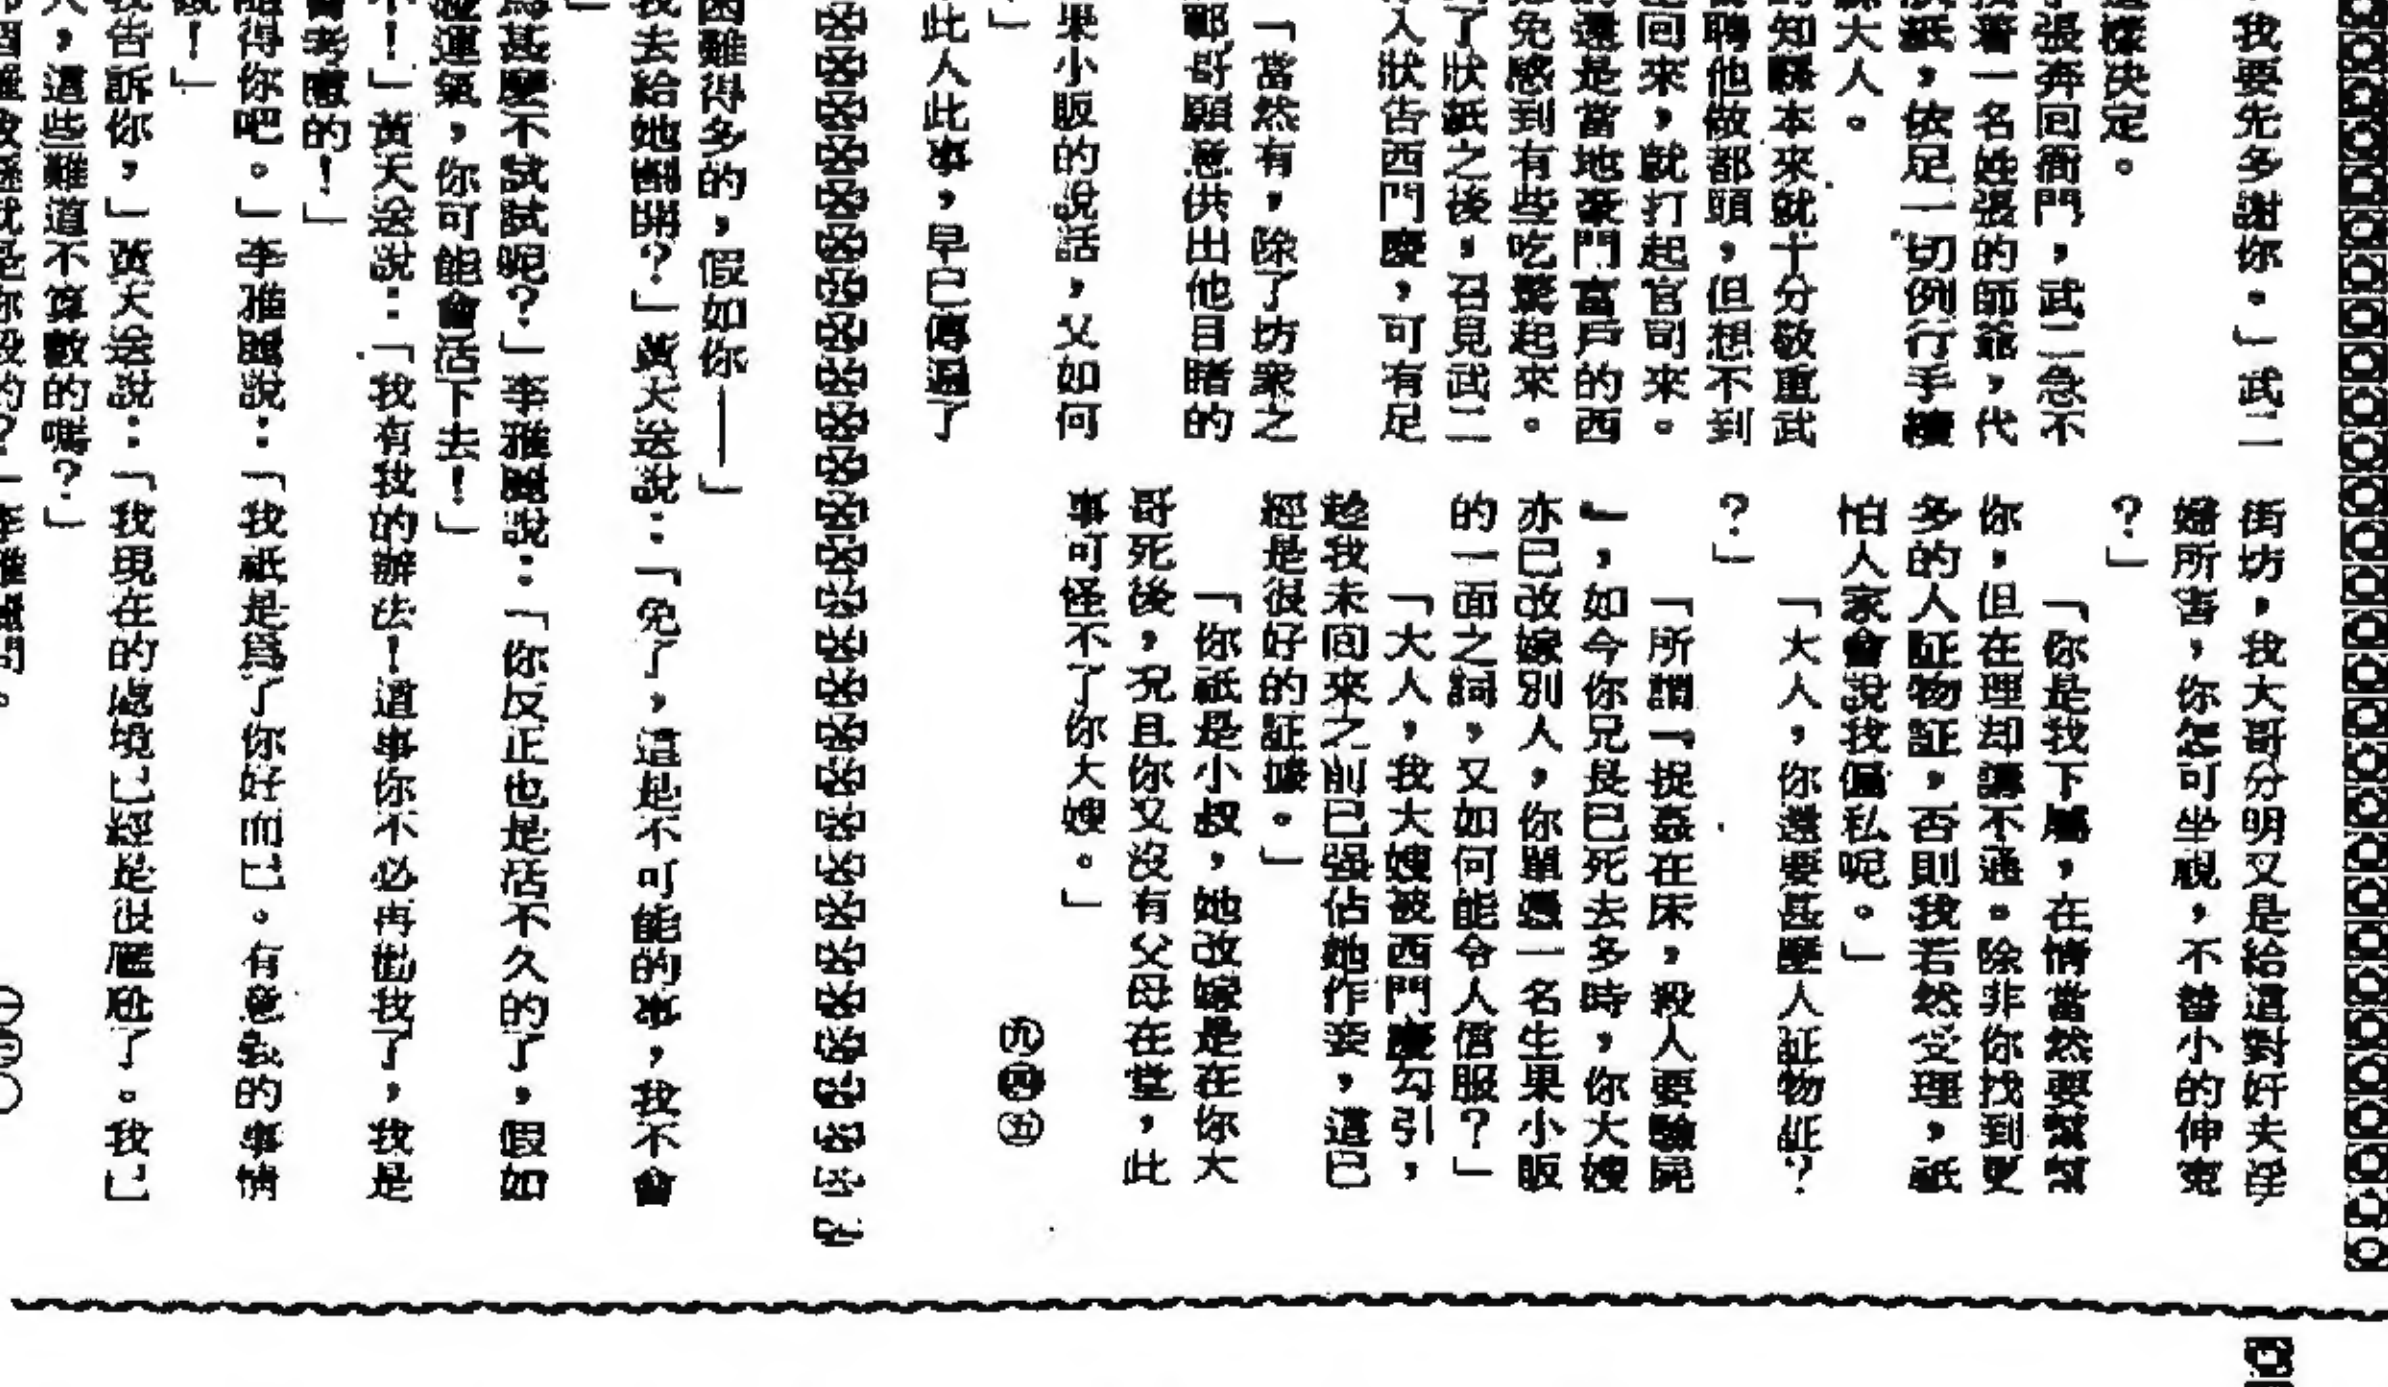 我要先多謝你。」武二
這樣決定。
張奔回衙門,武二急不
着一名姓張的師爺,代
紙,依足一切例行手續
大人。
的知縣本來就十分敬重武
聘他做都頭,但想不到
回來,就打起官司來。
還是當地豪門富戶的西
免感到有些吃驚起來。
了狀紙之後,召見武二
入狀告西門慶,可有足
「當然有,除了坊衆之
鄆哥願意供出他目睹的
果小販的說話,又如何
」
此人此事,早已傳遍了
街坊,我大哥分明又是給這對奸夫淫
婦所害,你怎可坐視,不替小的伸寃
?」
「你是我下屬,在情當然要幫幫
你,但在理却講不通。除非你找到更
多的人証物証,否則我若然受理,祇
怕人家會說我偏私呢。」
「大人,你還要甚麼人証物証?
?」
「所謂『捉姦在床,殺人要驗屍
』,如今你兄長已死去多時,你大嫂
亦已改嫁別人,你單憑一名生果小販
的一面之詞,又如何能令人信服?」
「大人,我大嫂被西門慶勾引,
趁我未回來之前已强佔她作妾,這已
經是很好的証據。」
「你祇是小叔,她改嫁是在你大
哥死後,况且你又沒有父母在堂,此
事可怪不了你大嫂。」
九四五
困難得多的,假如你——」
我去給她開開?」黃天送說:「免了,這是不可能的事,我不會
」
爲甚麼不試試呢?」李雅麗說:「你反正也是活不久的了,假如
運氣,你可能會活下去!」
不!」黃天送說:「我有我的辦法!這事你不必再勸我了,我是
會考慮的!」
得你吧。」李雅麗說:「我祇是爲了你好而已。有意義的事情
!」
我告訴你,」黃天送說:「我現在的處境已經是很尷尬了。我已
人,這些難道不算數的嗎?」